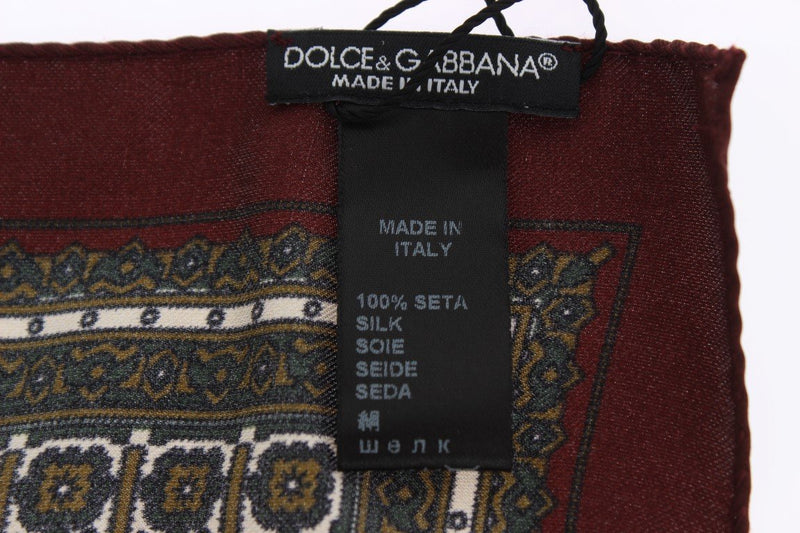 DOLCE&GABBANA®
MADE IN ITALY
MADE IN
ITALY
100% SETA
SILK
SOIE
SEIDE
SEDA
絹
шелк